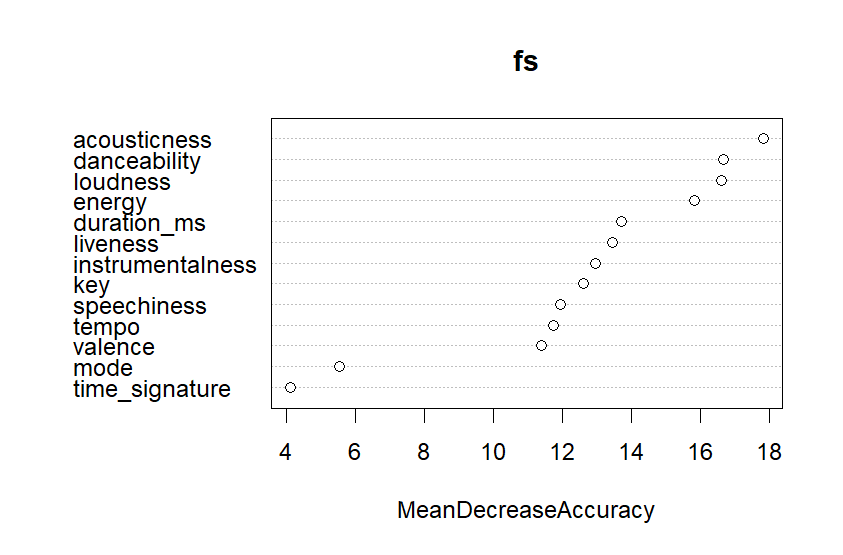 fs
acousticness
danceability
loudness
energy
duration_ms
liveness
instrumentalness
key
speechiness
tempo
valence
mode
time_signature
4 6 8 10 12 14 16 18
MeanDecreaseAccuracy